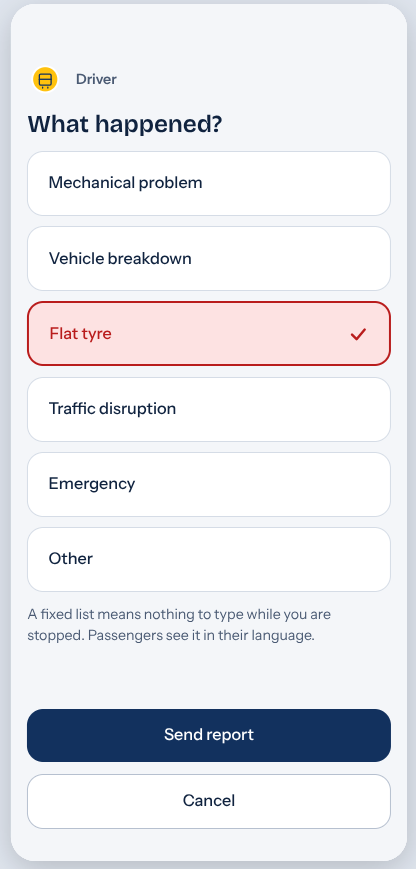 Driver
What happened?
Mechanical problem
Vehicle breakdown
Flat tyre
Traffic disruption
Emergency
Other
A fixed list means nothing to type while you are
stopped. Passengers see it in their language.
Send report
Cancel